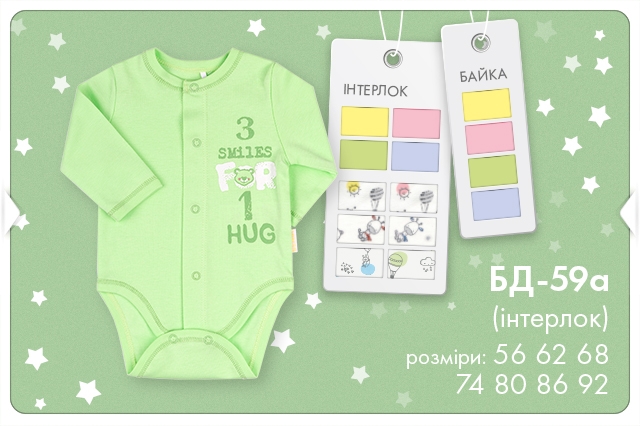 3
SMiLES
FOR
1
HUG
ІНТЕРЛОК
БАЙКА
БД-59а
(інтерлок)
розміри: 56 62 68
74 80 86 92